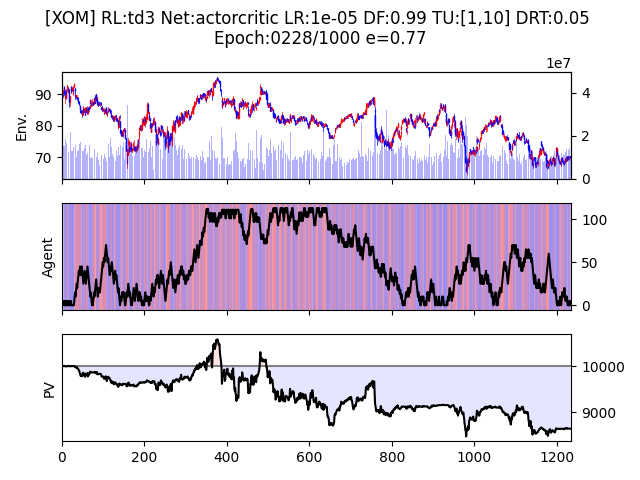 [XOM] RL:td3 Net:actorcritic LR:1e-05 DF:0.99 TU:[1,10] DRT:0.05
Epoch:0228/1000 e=0.77
1e7
90
80
70
Env.
4
2
0
Agent
100
50
0
PV
10000
9000
0 200 400 600 800 1000 1200